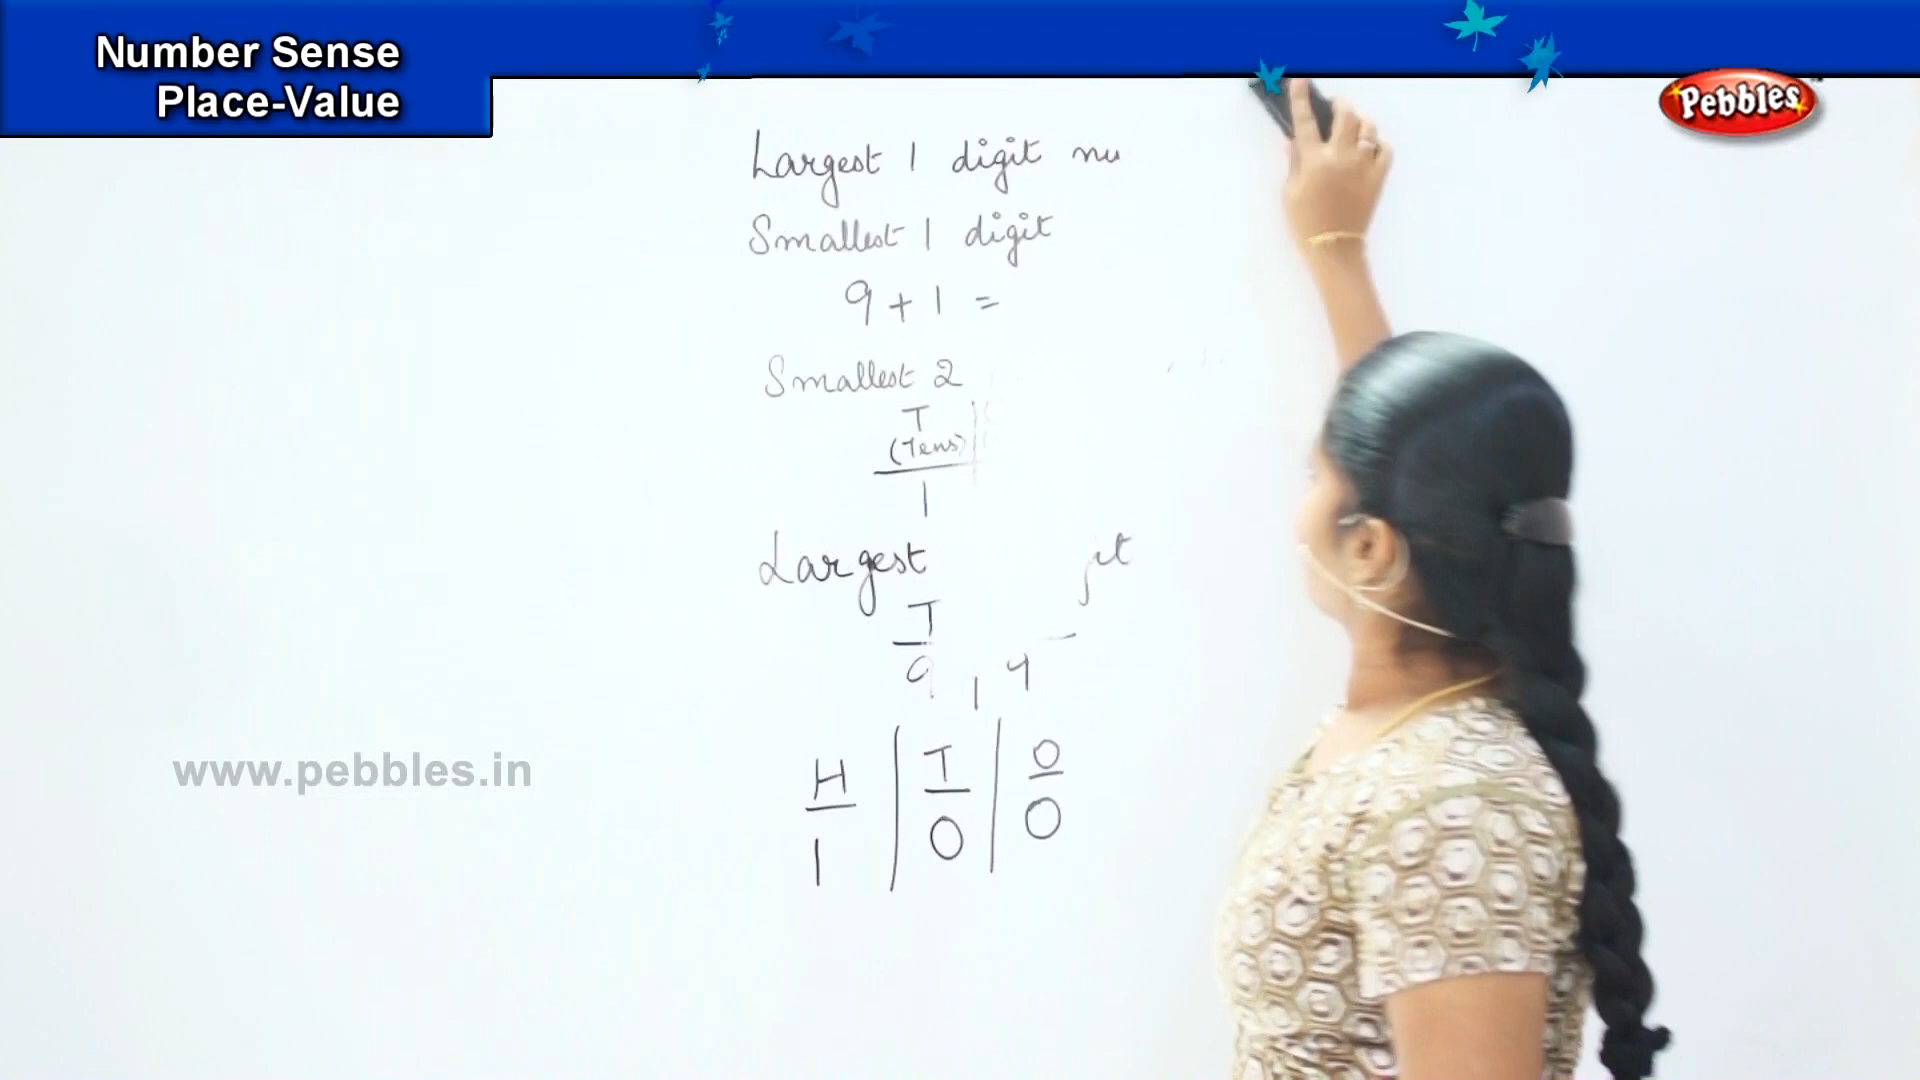 Number Sense
Place-Value
Pebbles
Largest 1 digit nu
Smallest 1 digit
9 + 1 =
Smallest 2
T
(Tens)
1
Largest
T
9
1
H T O
1 0 0
www.pebbles.in